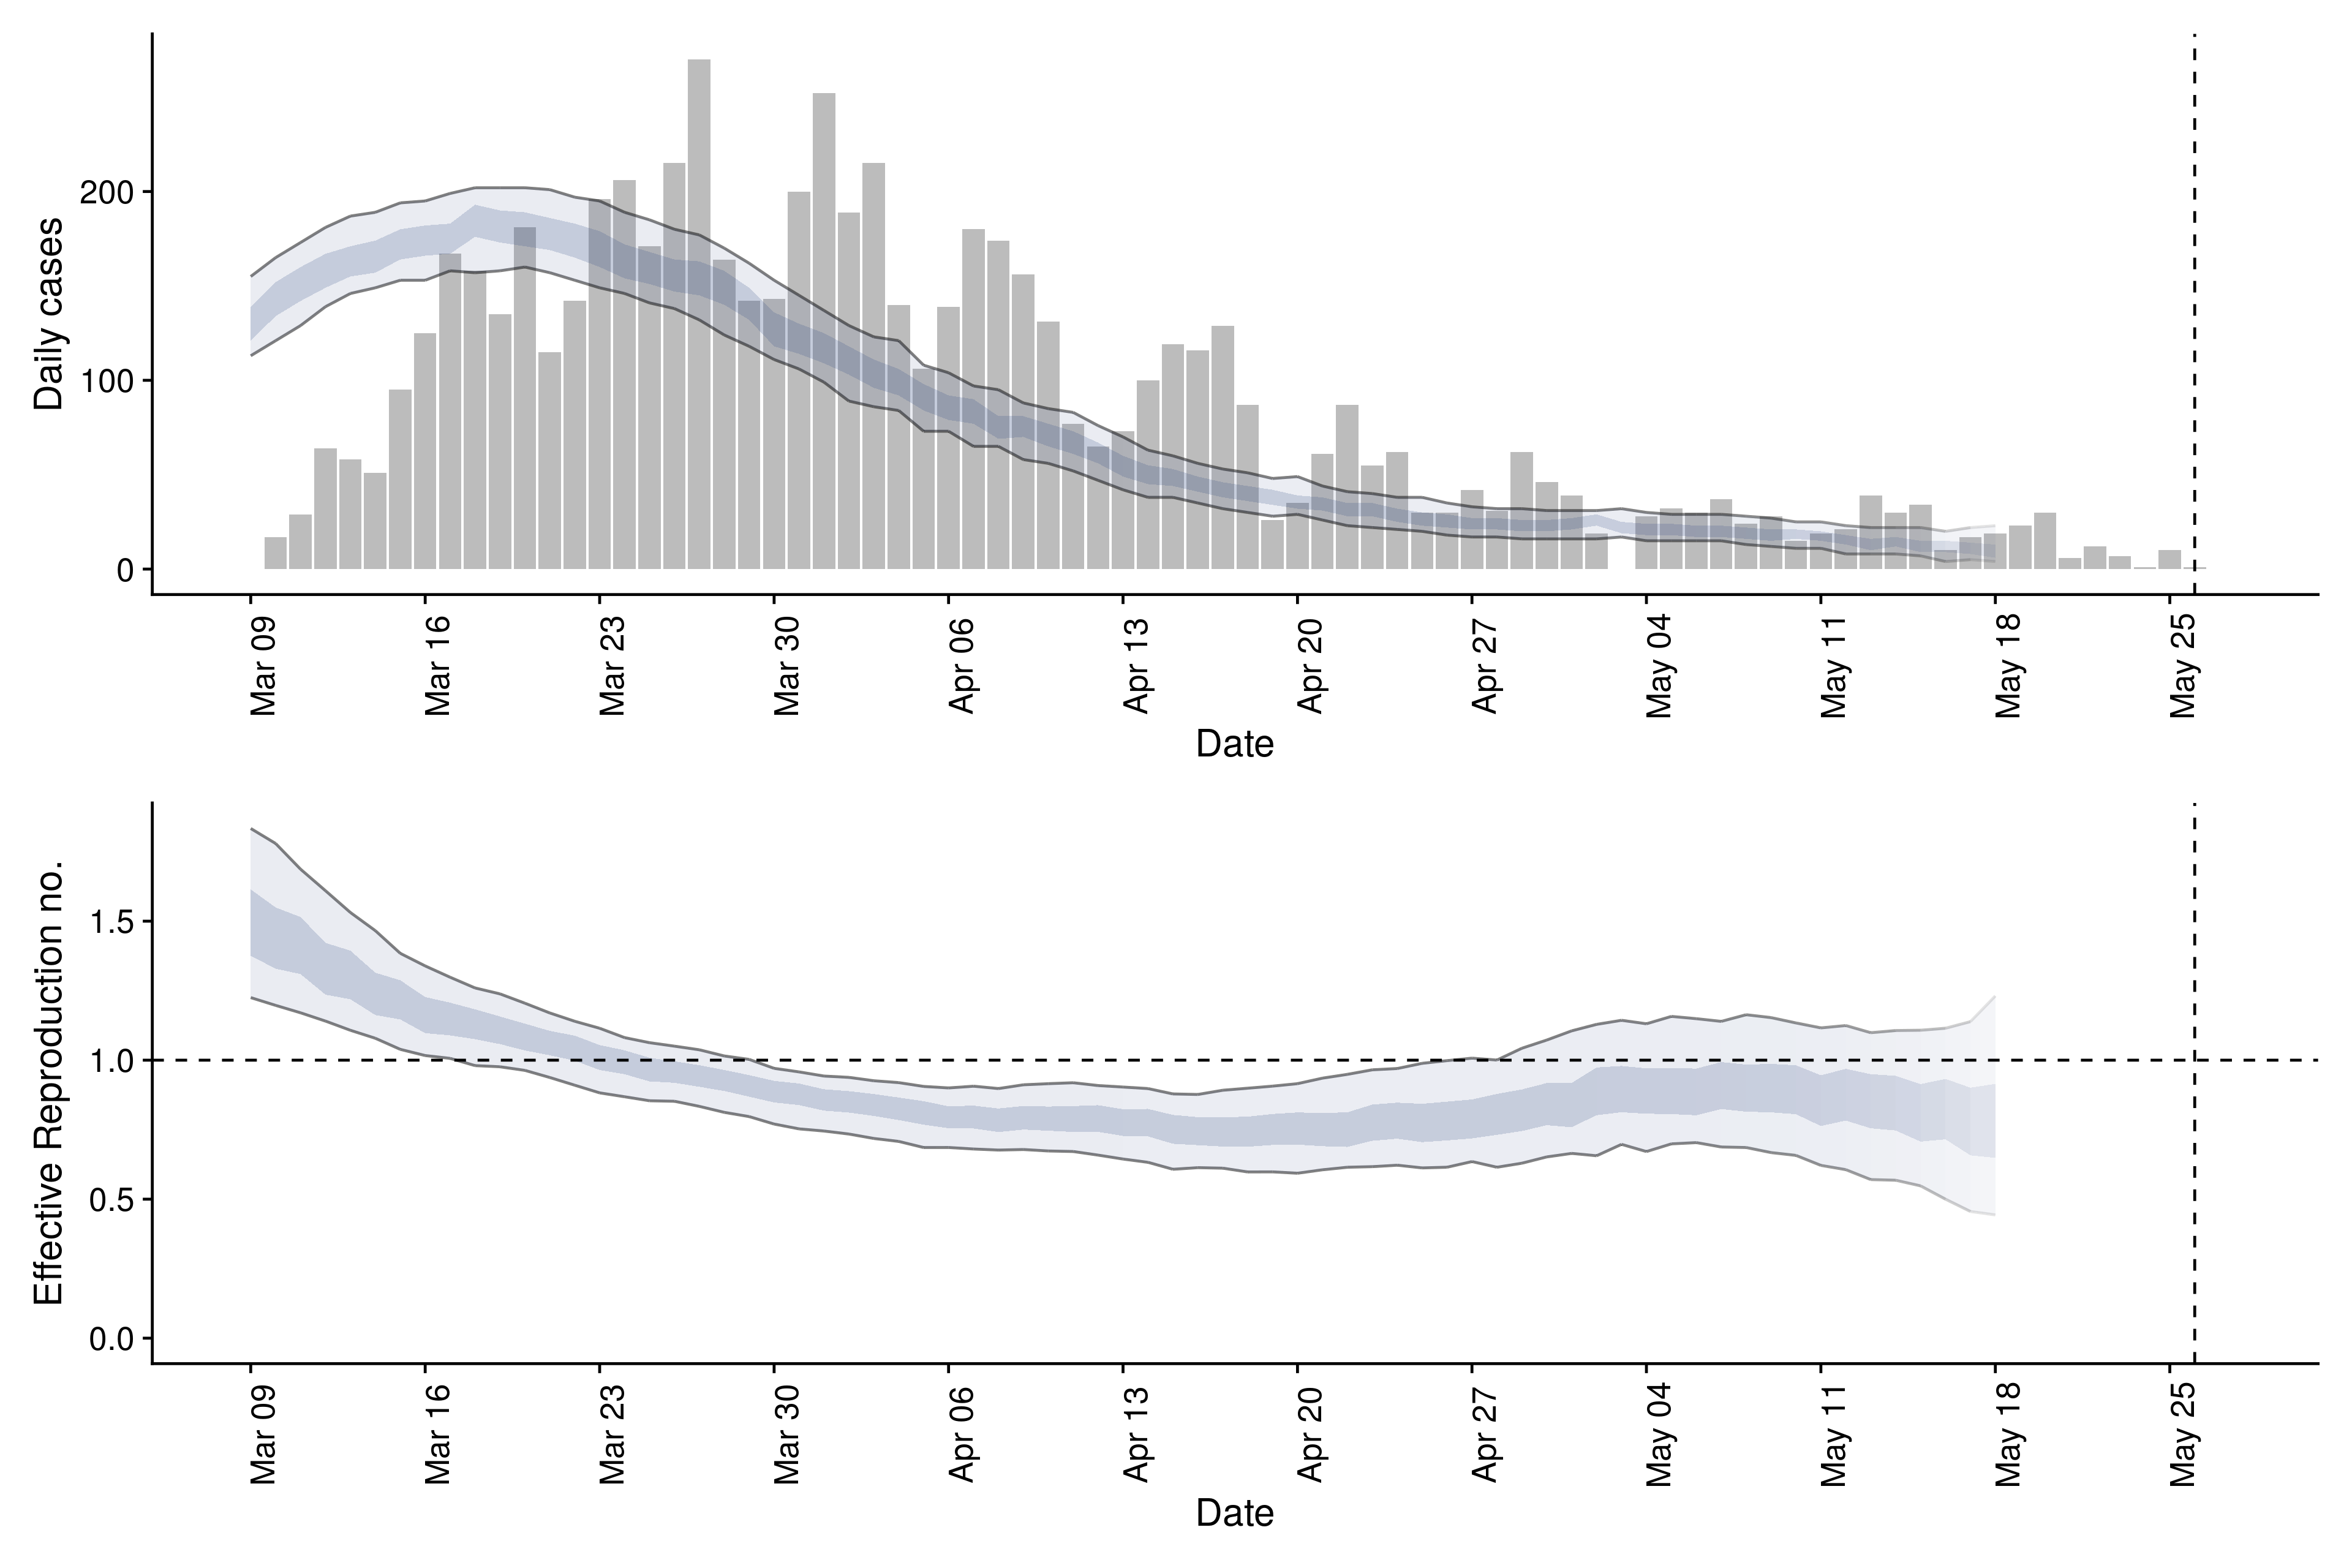 Daily cases
200
100
0
Mar 09
Mar 16
Mar 23
Mar 30
Apr 06
Apr 13
Apr 20
Apr 27
May 04
May 11
May 18
May 25
Date
Effective Reproduction no.
1.5
1.0
0.5
0.0
Mar 09
Mar 16
Mar 23
Mar 30
Apr 06
Apr 13
Apr 20
Apr 27
May 04
May 11
May 18
May 25
Date